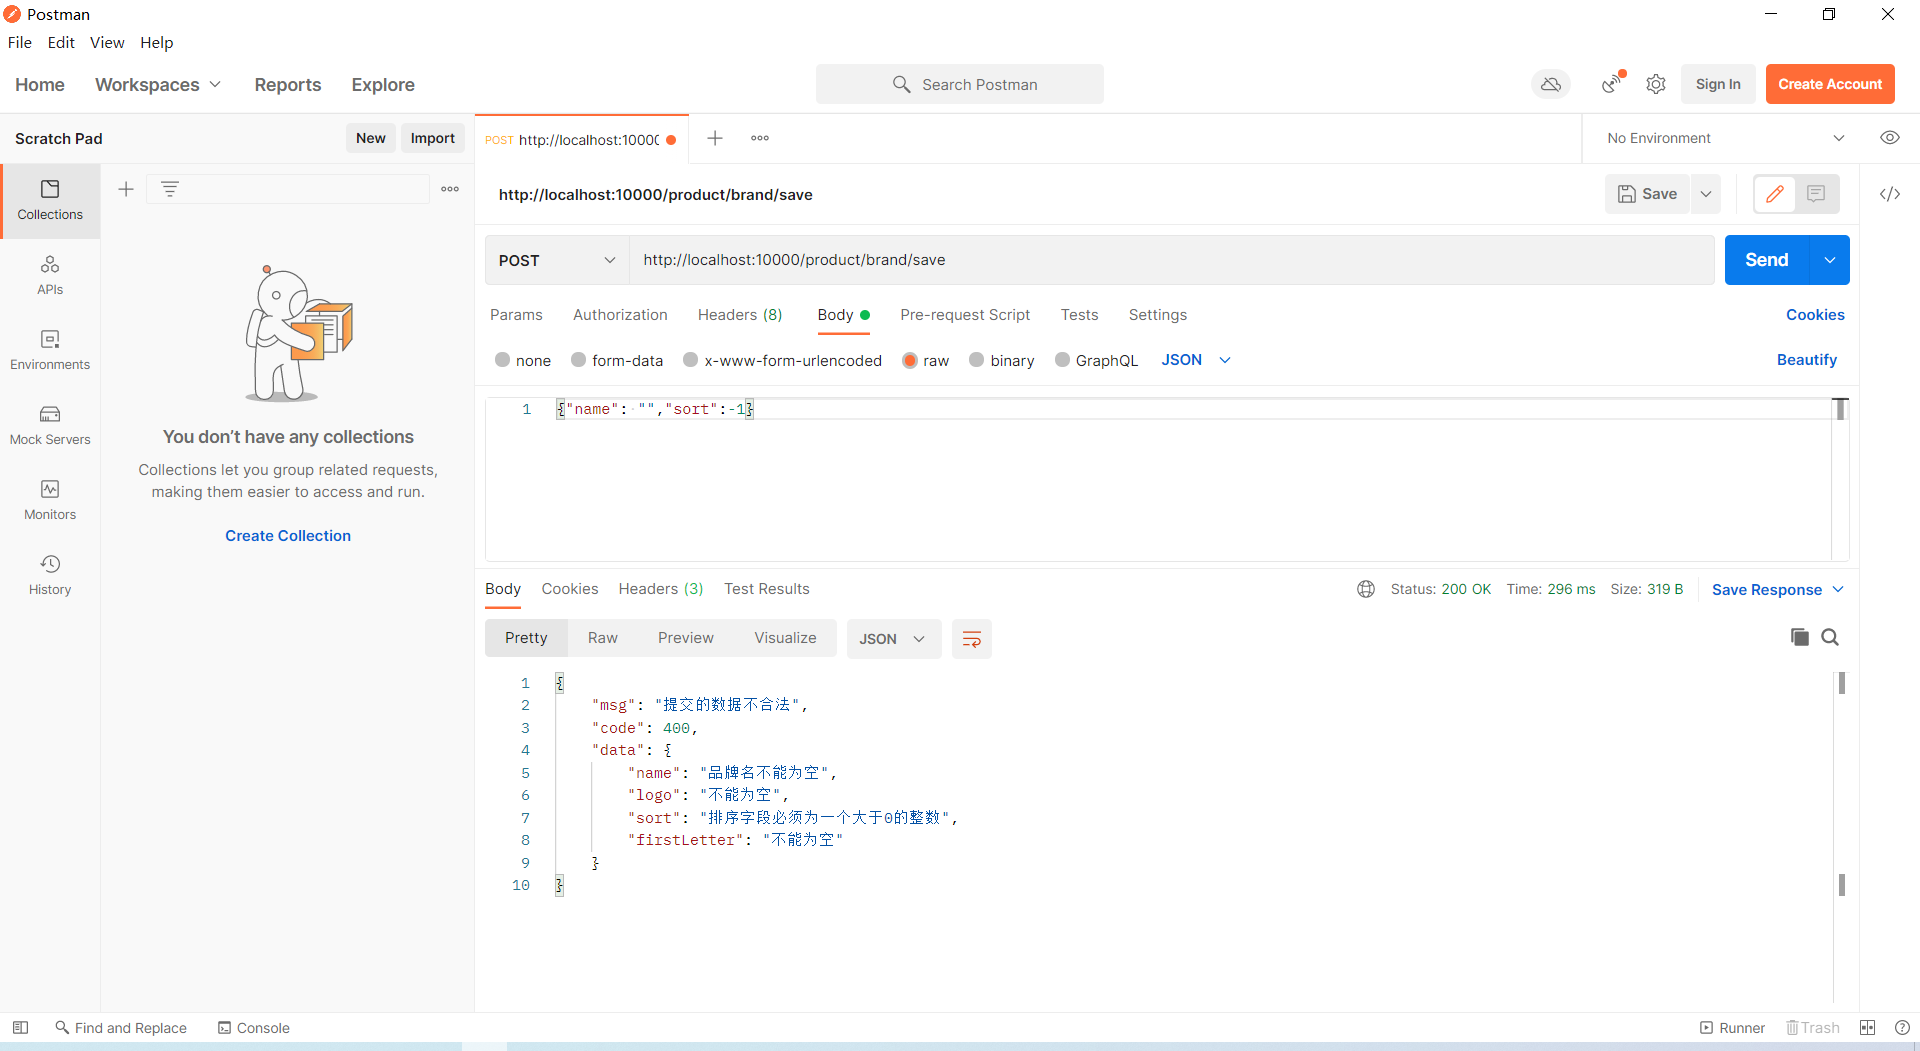 Postman
File Edit View Help
Home Workspaces Reports Explore
Search Postman
Sign In
Create Account
Scratch Pad
New
Import
POST http://localhost:1000
No Environment
http://localhost:10000/product/brand/save
Save
Collections
APIs
Environments
Mock Servers
Monitors
History
You don't have any collections
Collections let you group related requests,
making them easier to access and run.
Create Collection
POST
http://localhost:10000/product/brand/save
Send
Params Authorization Headers (8) Body Pre-request Script Tests Settings
Cookies
none form-data x-www-form-urlencoded raw binary GraphQL JSON
Beautify
1 {"name": "","sort":-1}
Body Cookies Headers (3) Test Results
Status: 200 OK Time: 296 ms Size: 319 B
Save Response
Pretty Raw Preview Visualize JSON
1 {
2 "msg": "提交的数据不合法",
3 "code": 400,
4 "data": {
5 "name": "品牌名不能为空",
6 "logo": "不能为空",
7 "sort": "排序字段必须为一个大于0的整数",
8 "firstLetter": "不能为空"
9 }
10 }
Find and Replace
Console
Runner
Trash